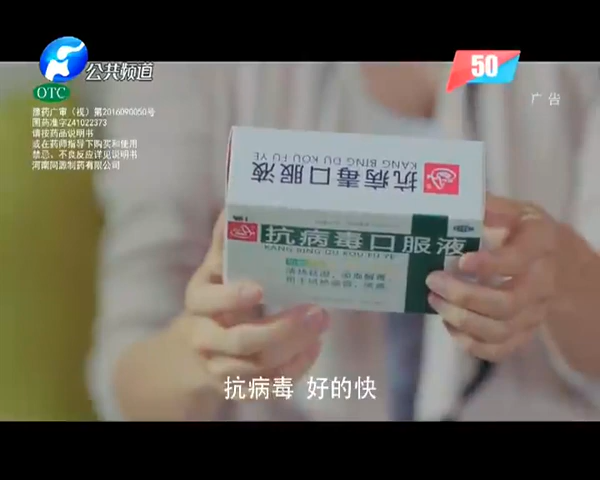 公共频道
50
OTC
广告
豫药广审（视）第2016090050号
国药准字Z41022373
请按药品说明书
或在药师指导下购买和使用
禁忌、不良反应详见说明书
河南同源制药有限公司
抗病毒口服液
KANG BING DU KOU FU YE
抗病毒口服液
KANG BING DU KOU FU YE
抗病毒 好的快